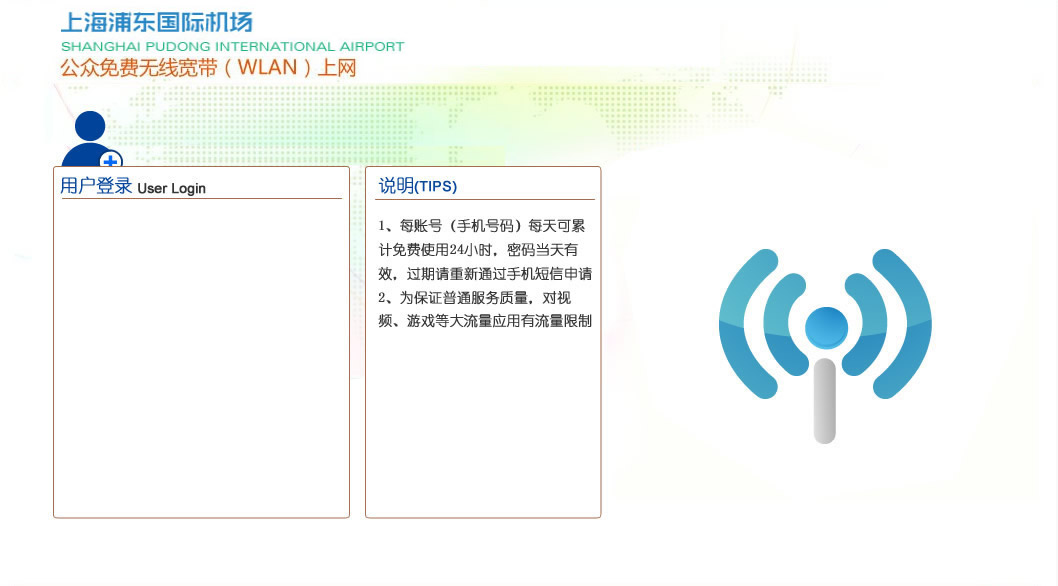 上海浦东国际机场
SHANGHAI PUDONG INTERNATIONAL AIRPORT
公众免费无线宽带（WLAN）上网
用户登录 User Login
说明(TIPS)
1、每账号（手机号码）每天可累
计免费使用24小时，密码当天有
效，过期请重新通过手机短信申请
2、为保证普通服务质量，对视
频、游戏等大流量应用有流量限制